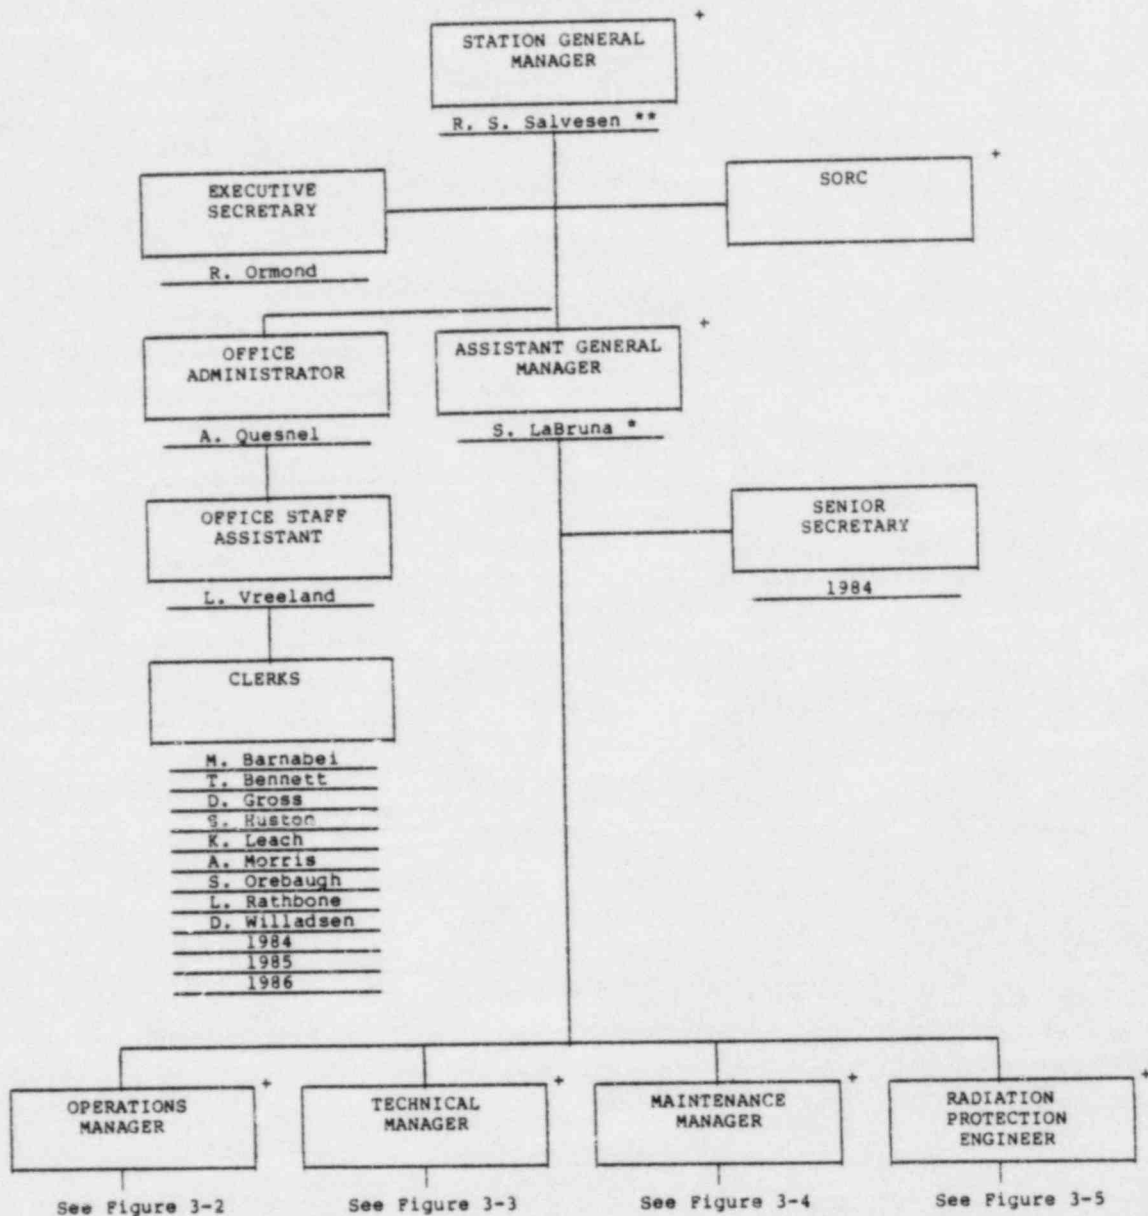 +
STATION GENERAL
MANAGER
R. S. Salvesen **
EXECUTIVE
SECRETARY
R. Ormond
+
SORC
OFFICE
ADMINISTRATOR
A. Quesnel
+
ASSISTANT GENERAL
MANAGER
S. LaBruna *
OFFICE STAFF
ASSISTANT
L. Vreeland
SENIOR
SECRETARY
1984
CLERKS
M. Barnabei
T. Bennett
D. Gross
S. Huston
K. Leach
A. Morris
S. Orebaugh
L. Rathbone
D. Willadsen
1984
1985
1986
+
OPERATIONS
MANAGER
See Figure 3-2
+
TECHNICAL
MANAGER
See Figure 3-3
+
MAINTENANCE
MANAGER
See Figure 3-4
+
RADIATION
PROTECTION
ENGINEER
See Figure 3-5